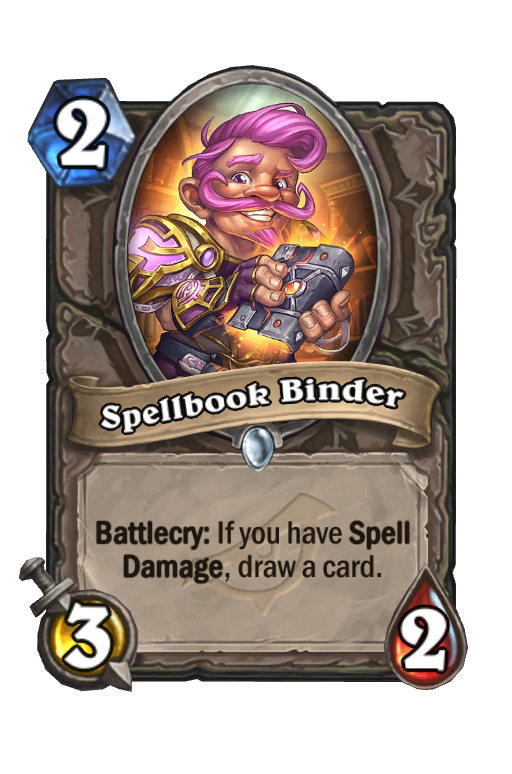 2
Spellbook Binder
Battlecry: If you have Spell
Damage, draw a card.
3
2